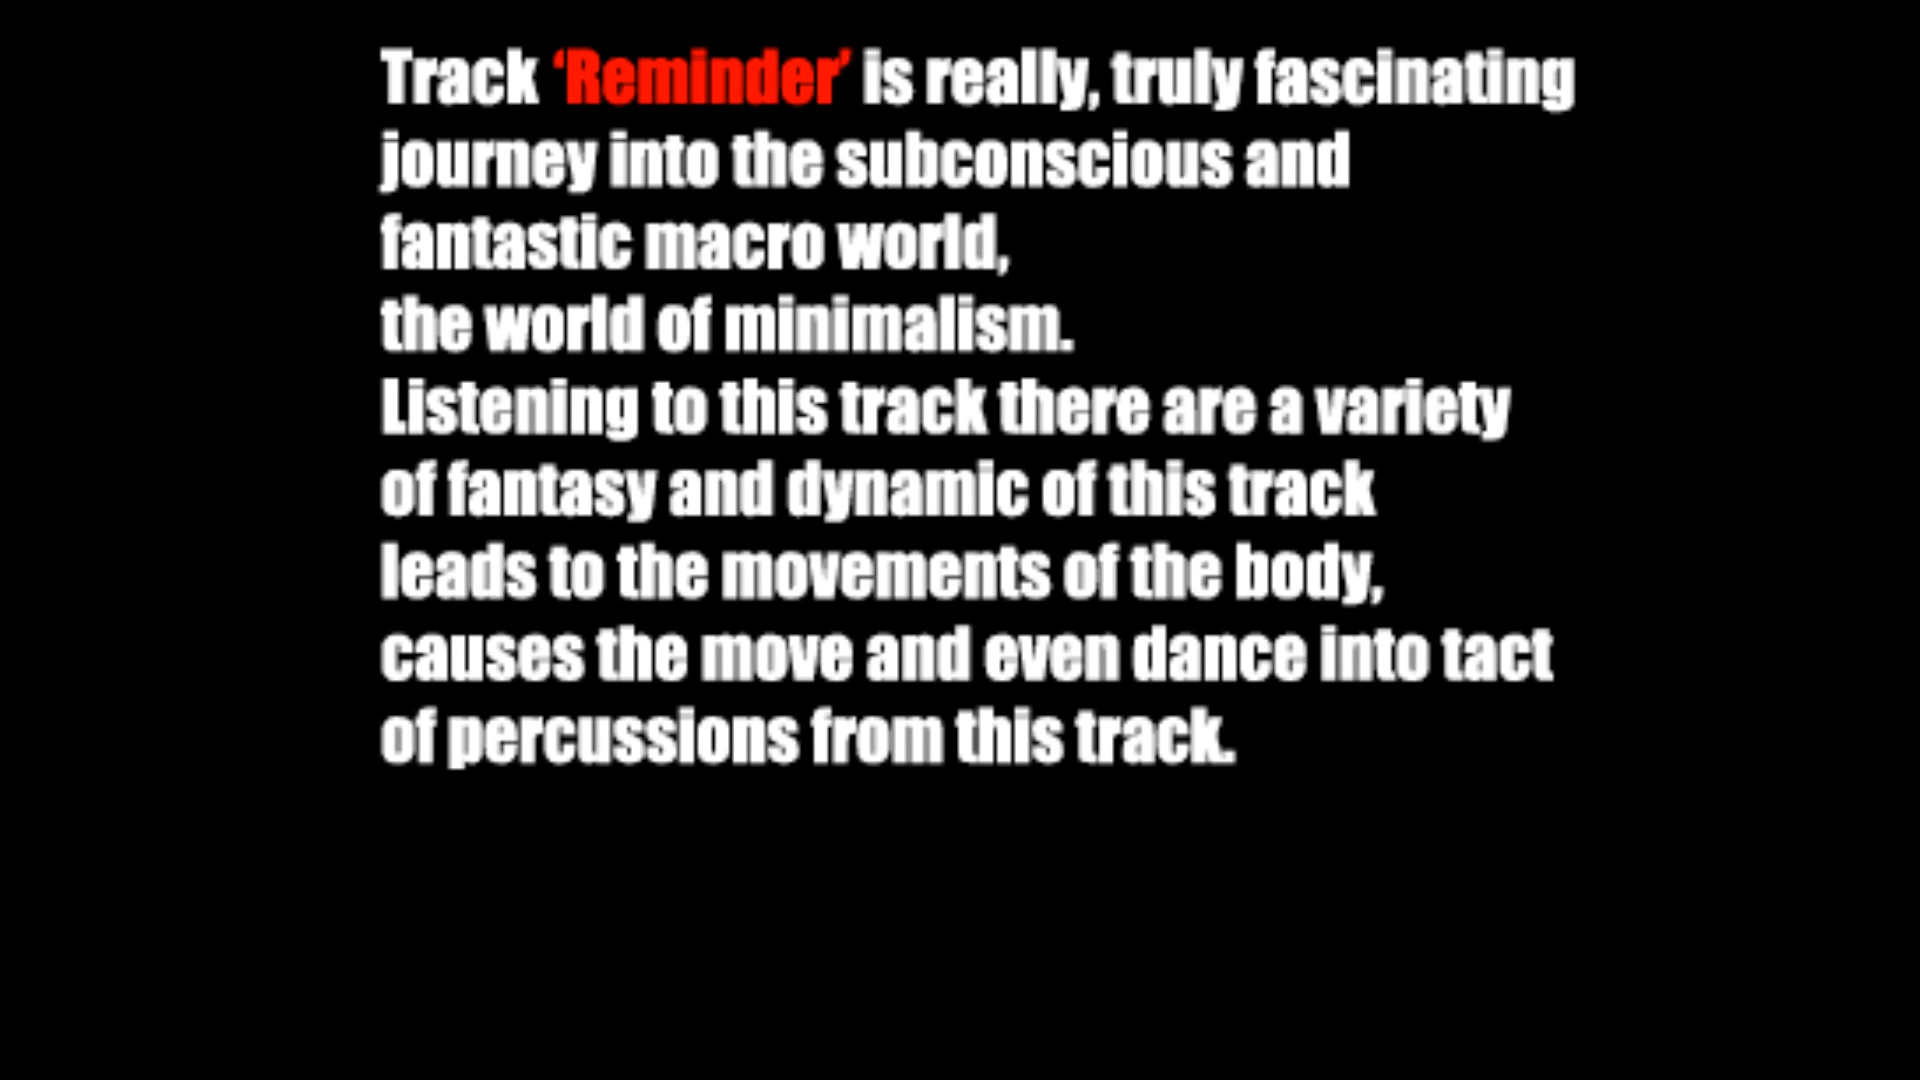 Track ‘Reminder’ is really, truly fascinating
journey into the subconscious and
fantastic macro world,
the world of minimalism.
Listening to this track there are a variety
of fantasy and dynamic of this track
leads to the movements of the body,
causes the move and even dance into tact
of percussions from this track.